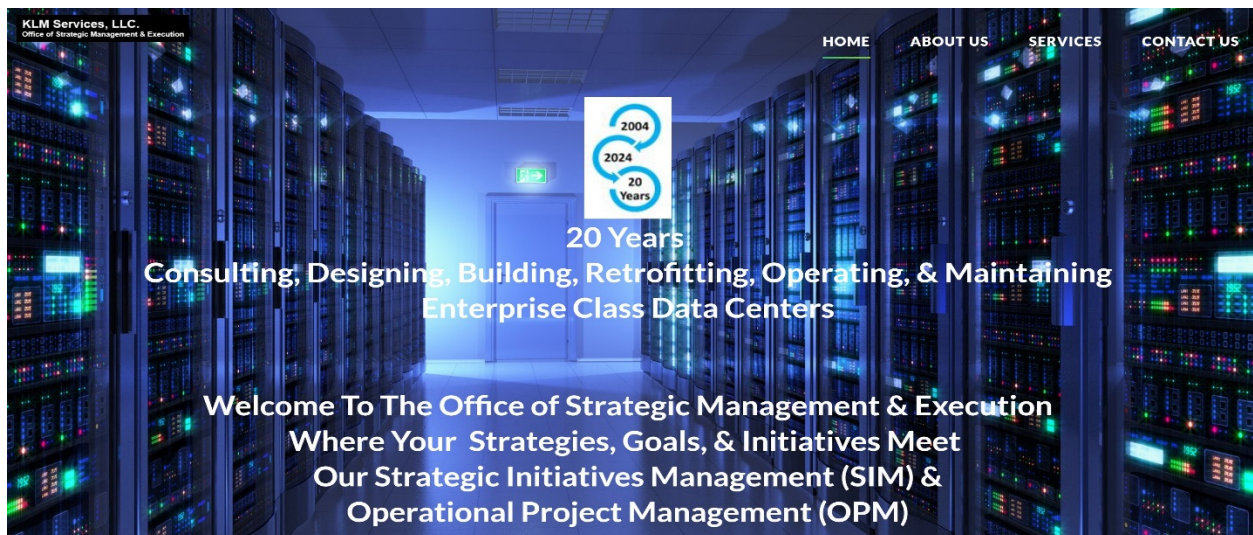 KLM Services, LLC.
Office of Strategic Management & Execution
HOME ABOUT US SERVICES CONTACT US
2004
2024
20
Years
20 Years
Consulting, Designing, Building, Retrofitting, Operating, & Maintaining
Enterprise Class Data Centers
Welcome To The Office of Strategic Management & Execution
Where Your Strategies, Goals, & Initiatives Meet
Our Strategic Initiatives Management (SIM) &
Operational Project Management (OPM)